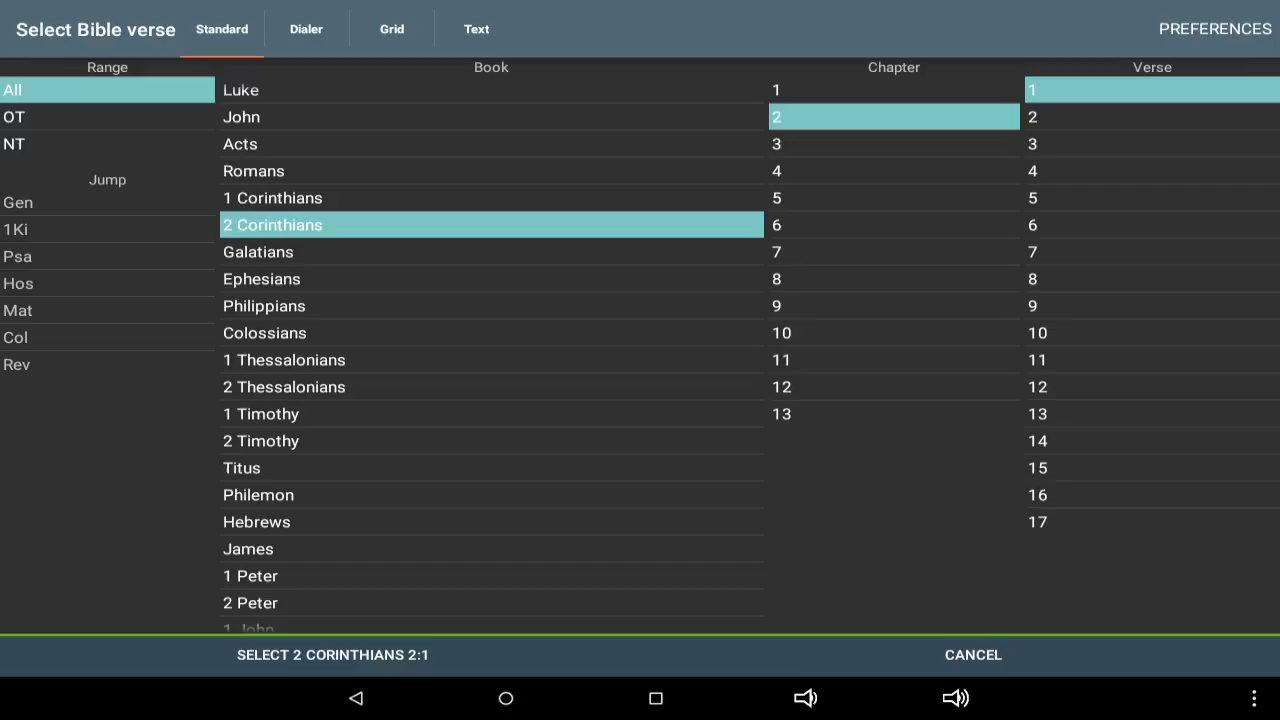 Select Bible verse
Standard
Dialer
Grid
Text
PREFERENCES
Range
All
OT
NT
Jump
Gen
1Ki
Psa
Hos
Mat
Col
Rev
Book
Luke
John
Acts
Romans
1 Corinthians
2 Corinthians
Galatians
Ephesians
Philippians
Colossians
1 Thessalonians
2 Thessalonians
1 Timothy
2 Timothy
Titus
Philemon
Hebrews
James
1 Peter
2 Peter
1 John
Chapter
1
2
3
4
5
6
7
8
9
10
11
12
13
Verse
1
2
3
4
5
6
7
8
9
10
11
12
13
14
15
16
17
SELECT 2 CORINTHIANS 2:1
CANCEL